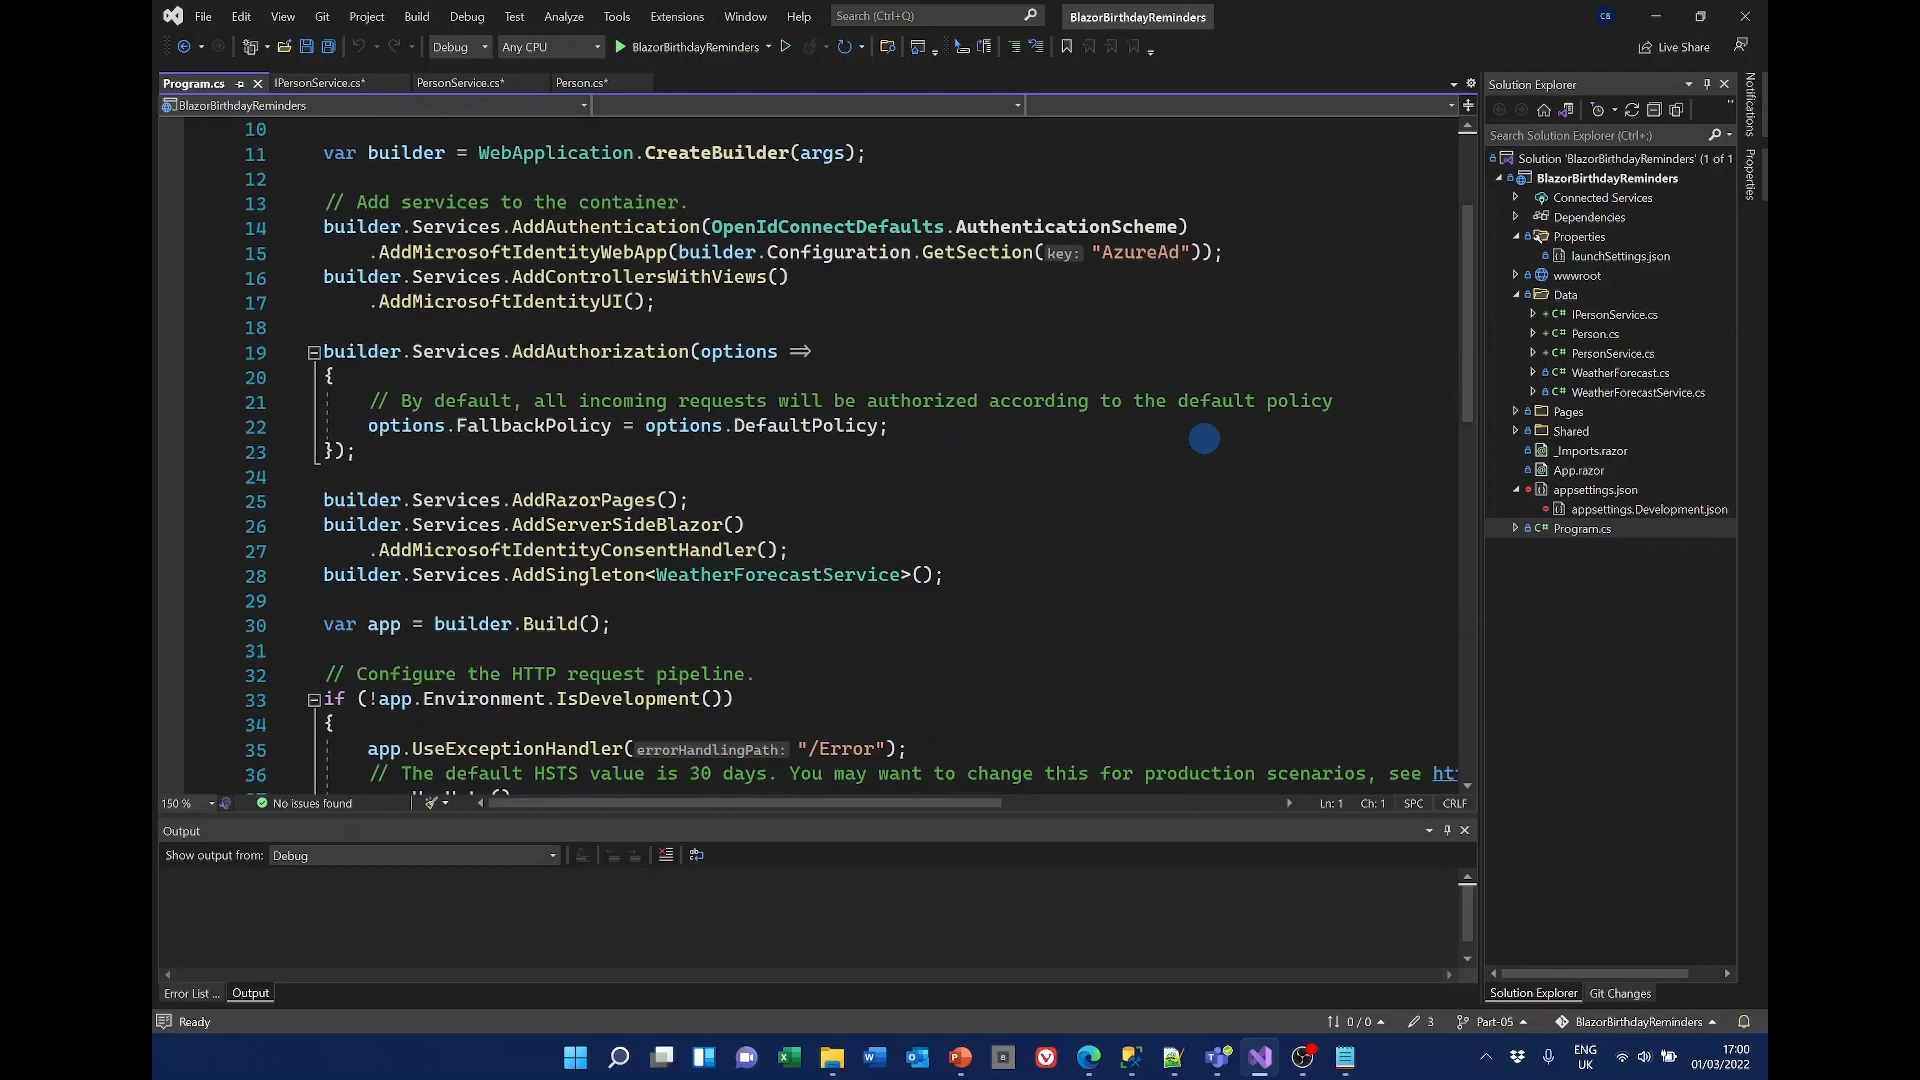 File Edit View Git Project Build Debug Test Analyze Tools Extensions Window Help Search (Ctrl+Q) BlazorBirthdayReminders CB
Debug Any CPU BlazorBirthdayReminders Live Share
Program.cs IPersonService.cs* PersonService.cs* Person.cs*
BlazorBirthdayReminders
10
11 var builder = WebApplication.CreateBuilder(args);
12
13 // Add services to the container.
14 builder.Services.AddAuthentication(OpenIdConnectDefaults.AuthenticationScheme)
15 .AddMicrosoftIdentityWebApp(builder.Configuration.GetSection(key: "AzureAd"));
16 builder.Services.AddControllersWithViews()
17 .AddMicrosoftIdentityUI();
18
19 builder.Services.AddAuthorization(options =>
20 {
21 // By default, all incoming requests will be authorized according to the default policy
22 options.FallbackPolicy = options.DefaultPolicy;
23 });
24
25 builder.Services.AddRazorPages();
26 builder.Services.AddServerSideBlazor()
27 .AddMicrosoftIdentityConsentHandler();
28 builder.Services.AddSingleton<WeatherForecastService>();
29
30 var app = builder.Build();
31
32 // Configure the HTTP request pipeline.
33 if (!app.Environment.IsDevelopment())
34 {
35 app.UseExceptionHandler(errorHandlingPath: "/Error");
36 // The default HSTS value is 30 days. You may want to change this for production scenarios, see htt
150 % No issues found Ln: 1 Ch: 1 SPC CRLF
Output
Show output from: Debug
Error List ... Output
Solution Explorer
Search Solution Explorer (Ctrl+;)
Solution 'BlazorBirthdayReminders' (1 of 1
BlazorBirthdayReminders
Connected Services
Dependencies
Properties
launchSettings.json
wwwroot
Data
C# IPersonService.cs
C# Person.cs
C# PersonService.cs
C# WeatherForecast.cs
C# WeatherForecastService.cs
Pages
Shared
_Imports.razor
App.razor
appsettings.json
appsettings.Development.json
C# Program.cs
Solution Explorer Git Changes
Notifications
Properties
Ready 0 / 0 3 Part-05 BlazorBirthdayReminders
ENG
UK
17:00
01/03/2022